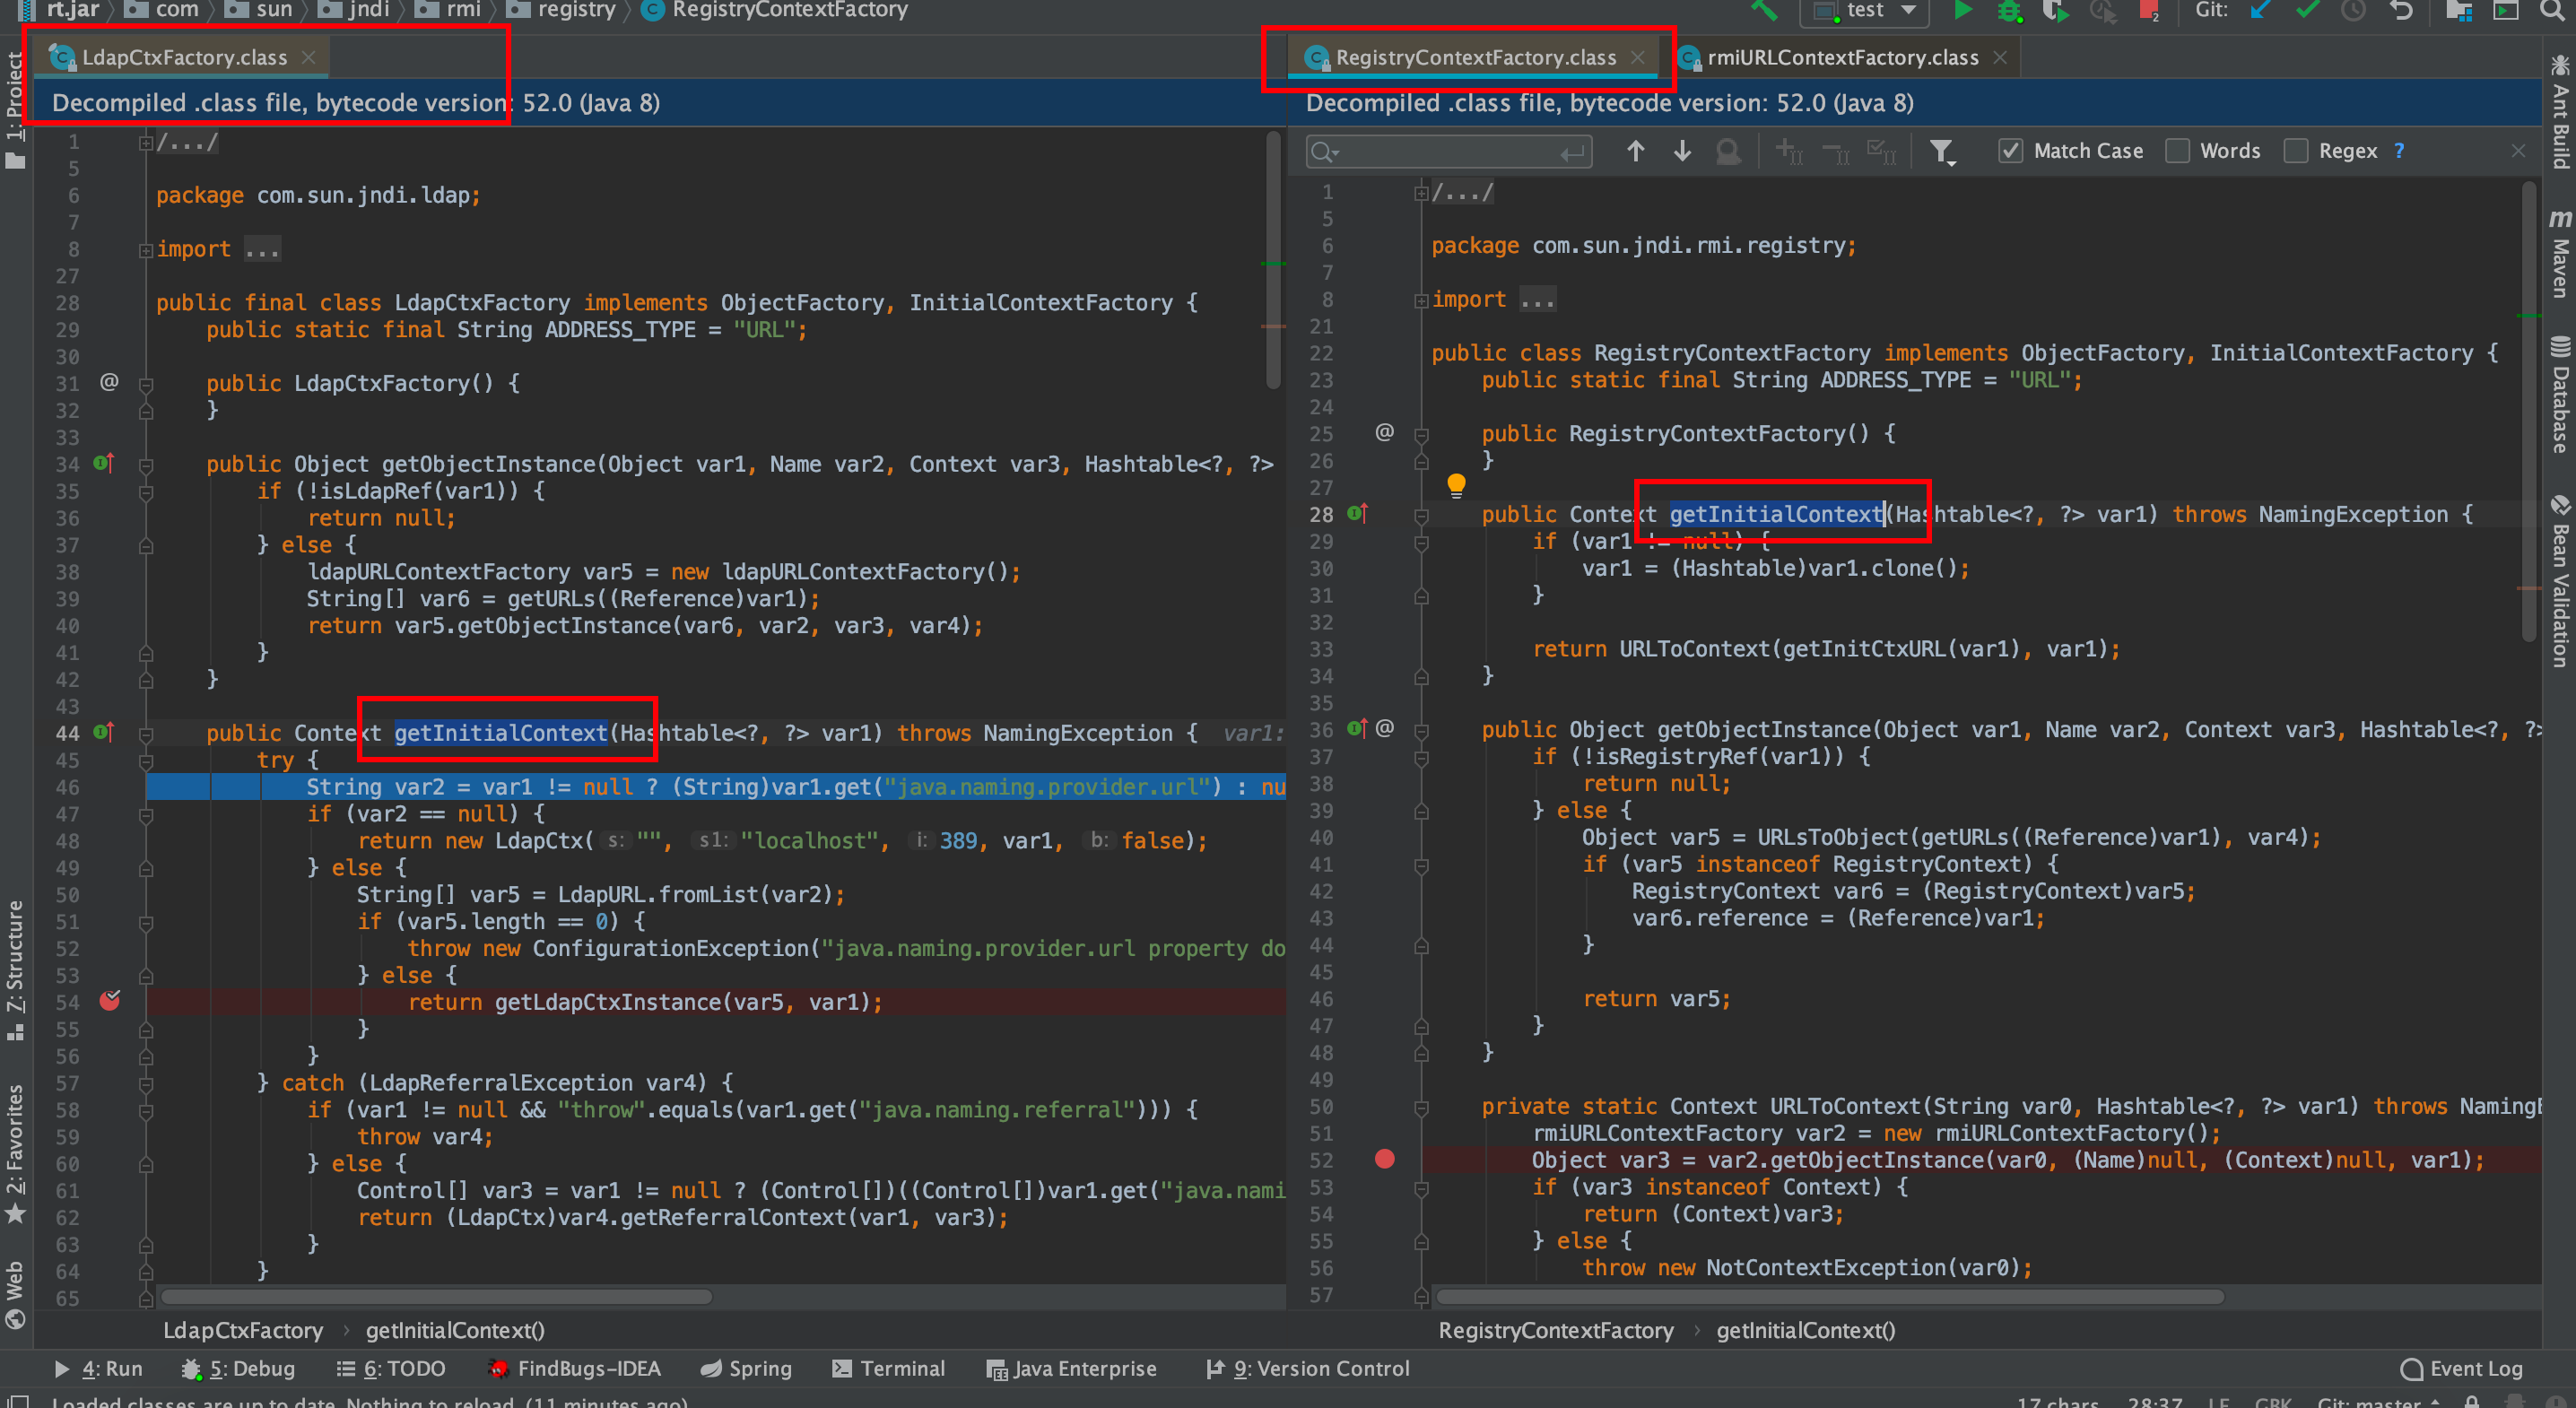 rt.jar › com › sun › jndi › rmi › registry › RegistryContextFactory
test
Git:
1: Project
LdapCtxFactory.class
Decompiled .class file, bytecode version: 52.0 (Java 8)
1 /.../
5
6 package com.sun.jndi.ldap;
7
8 import ...
27
28 public final class LdapCtxFactory implements ObjectFactory, InitialContextFactory {
29 public static final String ADDRESS_TYPE = "URL";
30
31 @ public LdapCtxFactory() {
32 }
33
34 public Object getObjectInstance(Object var1, Name var2, Context var3, Hashtable<?, ?>
35 if (!isLdapRef(var1)) {
36 return null;
37 } else {
38 ldapURLContextFactory var5 = new ldapURLContextFactory();
39 String[] var6 = getURLs((Reference)var1);
40 return var5.getObjectInstance(var6, var2, var3, var4);
41 }
42 }
43
44 public Context getInitialContext(Hashtable<?, ?> var1) throws NamingException { var1:
45 try {
46 String var2 = var1 != null ? (String)var1.get("java.naming.provider.url") : nu
47 if (var2 == null) {
48 return new LdapCtx( s: "", s1: "localhost", i: 389, var1, b: false);
49 } else {
50 String[] var5 = LdapURL.fromList(var2);
51 if (var5.length == 0) {
52 throw new ConfigurationException("java.naming.provider.url property do
53 } else {
54 return getLdapCtxInstance(var5, var1);
55 }
56 }
57 } catch (LdapReferralException var4) {
58 if (var1 != null && "throw".equals(var1.get("java.naming.referral"))) {
59 throw var4;
60 } else {
61 Control[] var3 = var1 != null ? (Control[])((Control[])var1.get("java.nami
62 return (LdapCtx)var4.getReferralContext(var1, var3);
63 }
64 }
65
LdapCtxFactory › getInitialContext()
RegistryContextFactory.class
rmiURLContextFactory.class
Decompiled .class file, bytecode version: 52.0 (Java 8)
Match Case Words Regex ?
1 /.../
5
6 package com.sun.jndi.rmi.registry;
7
8 import ...
21
22 public class RegistryContextFactory implements ObjectFactory, InitialContextFactory {
23 public static final String ADDRESS_TYPE = "URL";
24
25 @ public RegistryContextFactory() {
26 }
27
28 public Context getInitialContext(Hashtable<?, ?> var1) throws NamingException {
29 if (var1 != null) {
30 var1 = (Hashtable)var1.clone();
31 }
32
33 return URLToContext(getInitCtxURL(var1), var1);
34 }
35
36 @ public Object getObjectInstance(Object var1, Name var2, Context var3, Hashtable<?, ?>
37 if (!isRegistryRef(var1)) {
38 return null;
39 } else {
40 Object var5 = URLsToObject(getURLs((Reference)var1), var4);
41 if (var5 instanceof RegistryContext) {
42 RegistryContext var6 = (RegistryContext)var5;
43 var6.reference = (Reference)var1;
44 }
45
46 return var5;
47 }
48 }
49
50 private static Context URLToContext(String var0, Hashtable<?, ?> var1) throws NamingE
51 rmiURLContextFactory var2 = new rmiURLContextFactory();
52 Object var3 = var2.getObjectInstance(var0, (Name)null, (Context)null, var1);
53 if (var3 instanceof Context) {
54 return (Context)var3;
55 } else {
56 throw new NotContextException(var0);
57
RegistryContextFactory › getInitialContext()
Ant Build
Maven
Database
Bean Validation
Z: Structure
2: Favorites
Web
4: Run 5: Debug 6: TODO FindBugs-IDEA Spring Terminal Java Enterprise 9: Version Control Event Log
Loaded classes are up to date. Nothing to reload. (11 minutes ago) 17 chars 28:37 LF GBK Git: master